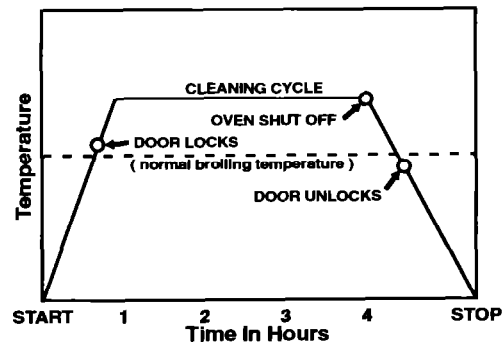 CLEANING CYCLE
OVEN SHUT OFF
DOOR LOCKS
( normal broiling temperature )
DOOR UNLOCKS
Temperature
START 1 2 3 4 STOP
Time In Hours